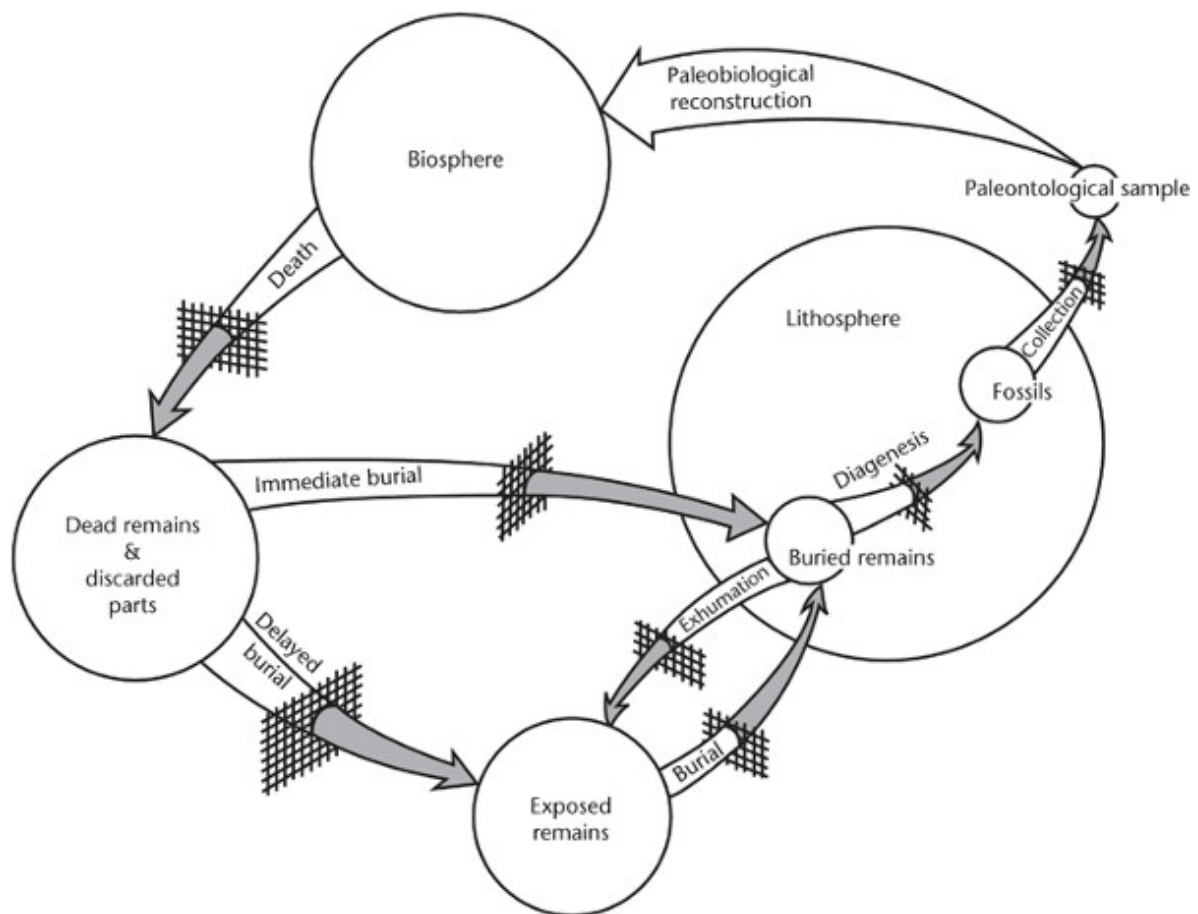 Paleobiological
reconstruction
Biosphere
Paleontological sample
Death
Lithosphere
Collection
Fossils
Diagenesis
Immediate burial
Dead remains
&
discarded
parts
Buried remains
Exhumation
Delayed
burial
Burial
Exposed
remains